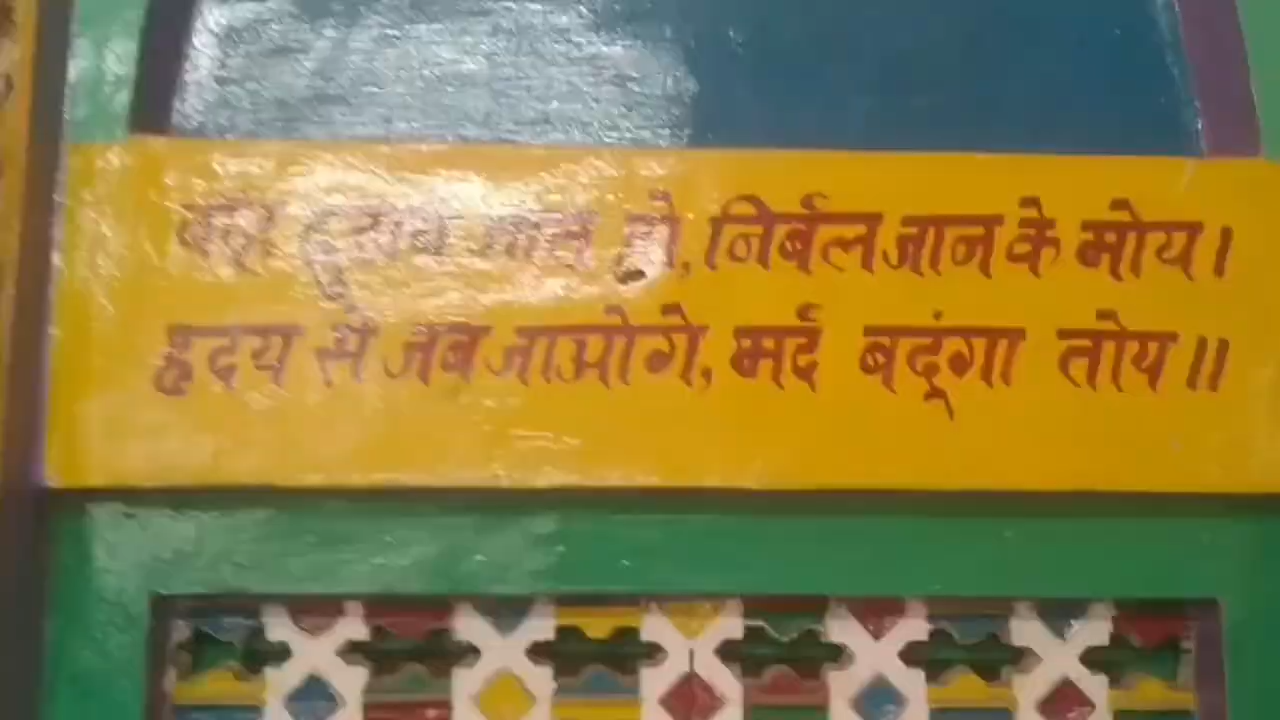 हो, निर्बल जान के मोय।
हृदय से जब जाओगे, मर्द बदूंगा तोय॥